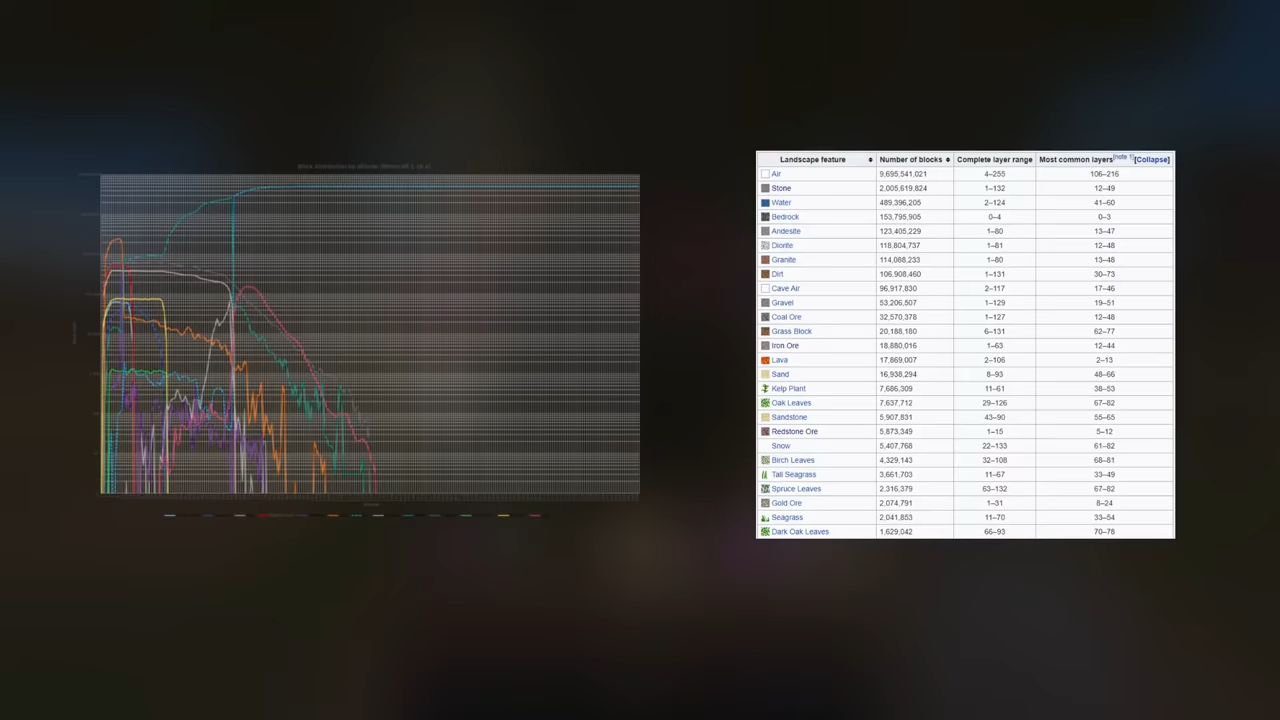 Landscape feature Number of blocks Complete layer range Most common layers[note 1] [Collapse]
Air 9,695,541,021 4–255 106–216
Stone 2,005,619,824 1–132 12–49
Water 489,396,205 2–124 41–60
Bedrock 153,795,905 0–4 0–3
Andesite 123,405,229 1–80 13–47
Diorite 118,804,737 1–81 12–48
Granite 114,088,233 1–80 13–48
Dirt 106,908,460 1–131 30–73
Cave Air 96,917,830 2–117 17–46
Gravel 53,206,507 1–129 19–51
Coal Ore 32,570,378 1–127 12–48
Grass Block 20,188,180 6–131 62–77
Iron Ore 18,880,016 1–63 12–44
Lava 17,869,007 2–106 2–13
Sand 16,938,294 8–93 48–66
Kelp Plant 7,686,309 11–61 38–53
Oak Leaves 7,637,712 29–126 67–82
Sandstone 5,907,831 43–90 55–65
Redstone Ore 5,873,349 1–15 5–12
Snow 5,407,768 22–133 61–82
Birch Leaves 4,329,143 32–108 68–81
Tall Seagrass 3,661,703 11–67 33–49
Spruce Leaves 2,316,379 63–132 67–82
Gold Ore 2,074,791 1–31 8–24
Seagrass 2,041,853 11–70 33–54
Dark Oak Leaves 1,629,042 66–93 70–78